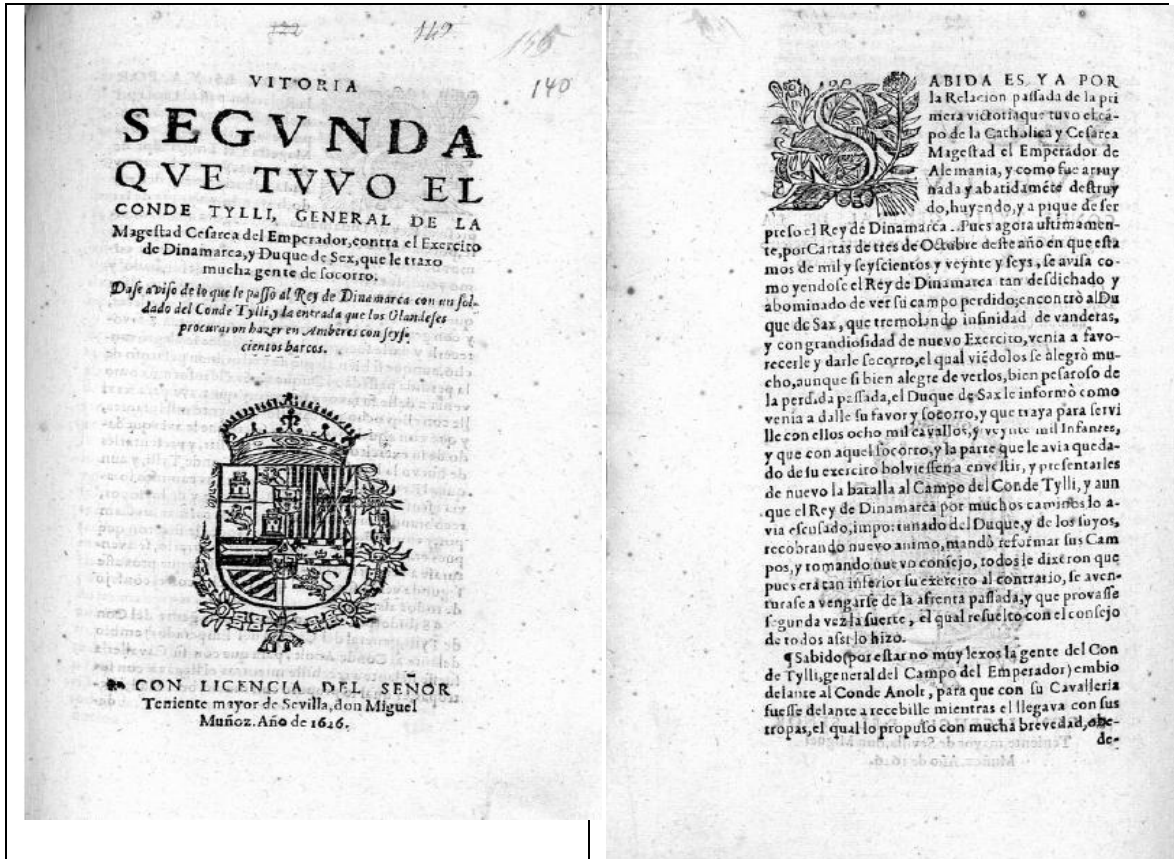 122 149
140
VITORIA
SEGVNDA
QVE TVVO EL
CONDE TYLLI, GENERAL DE LA
Magestad Cesarea del Emperador, contra el Exercito
de Dinamarca, y Duque de Sex, que le traxo
mucha gente de socorro.
Dase aviso de lo que le passò al Rey de Dinamarca con un sol-
dado del Conde Tylli, y la entrada que los Olandeses
procuraron hazer en Amberes con seys-
cientos barcos.
CON LICENCIA DEL SEÑOR
Teniente mayor de Sevilla, don Miguel
Muñoz. Año de 1626.
SABIDA ES YA POR
la Relacion passada de la pri
mera victoria que tuvo el cá-
po de la Catholica y Cesarea
Magestad el Emperador de
Alemania, y como fue arruy
nada y abatidaméte destruy
do, huyendo, y a pique de ser
preso el Rey de Dinamarca. Pues agora ultimamen-
te, por Cartas de tres de Octubre deste año en que esta
mos de mil y seyscientos y veynte y seys, se avisa co-
mo yendose el Rey de Dinamarca tan desdichado y
abominado de ver su campo perdido; encontrò al Du
que de Sax, que tremolando infinidad de vanderas,
y con grandiosidad de nuevo Exercito, venia a favo-
recerle y darle socorro, el qual viédolos se alegrò mu-
cho, aunque si bien alegre de verlos, bien pesaroso de
la perdida passada, el Duque de Sax le informò como
venia a dalle su favor y socorro, y que traya para servi
lle con ellos ocho mil cavallos, y veynte mil Infantes,
y que con aquel socorro, y la parte que le avia queda-
do de su exercito bolviessen a envestir, y presentarles
de nuevo la batalla al Campo del Conde Tylli, y aun
que el Rey de Dinamarca por muchos caminos lo a-
via escusado, importunado del Duque, y de los suyos,
recobrando nuevo animo, mandò reformar sus Cam
pos, y tomando nuevo consejo, todos le dixeron que
pues erá tan inferior su exercito al contrario, se aven-
turase a vengarse de la afrenta passada, y que provasse
segunda vez la suerte, el qual resuelto con el consejo
de todos assi lo hizo.
¶ Sabido (por estar no muy lexos la gente del Con
de Tylli, general del Campo del Emperador) embio
delante al Conde Anolt, para que con su Cavalleria
fuesse delante a recebille mientras el llegava con sus
tropas, el qual lo propuso con mucha brevedad, obe-
de-